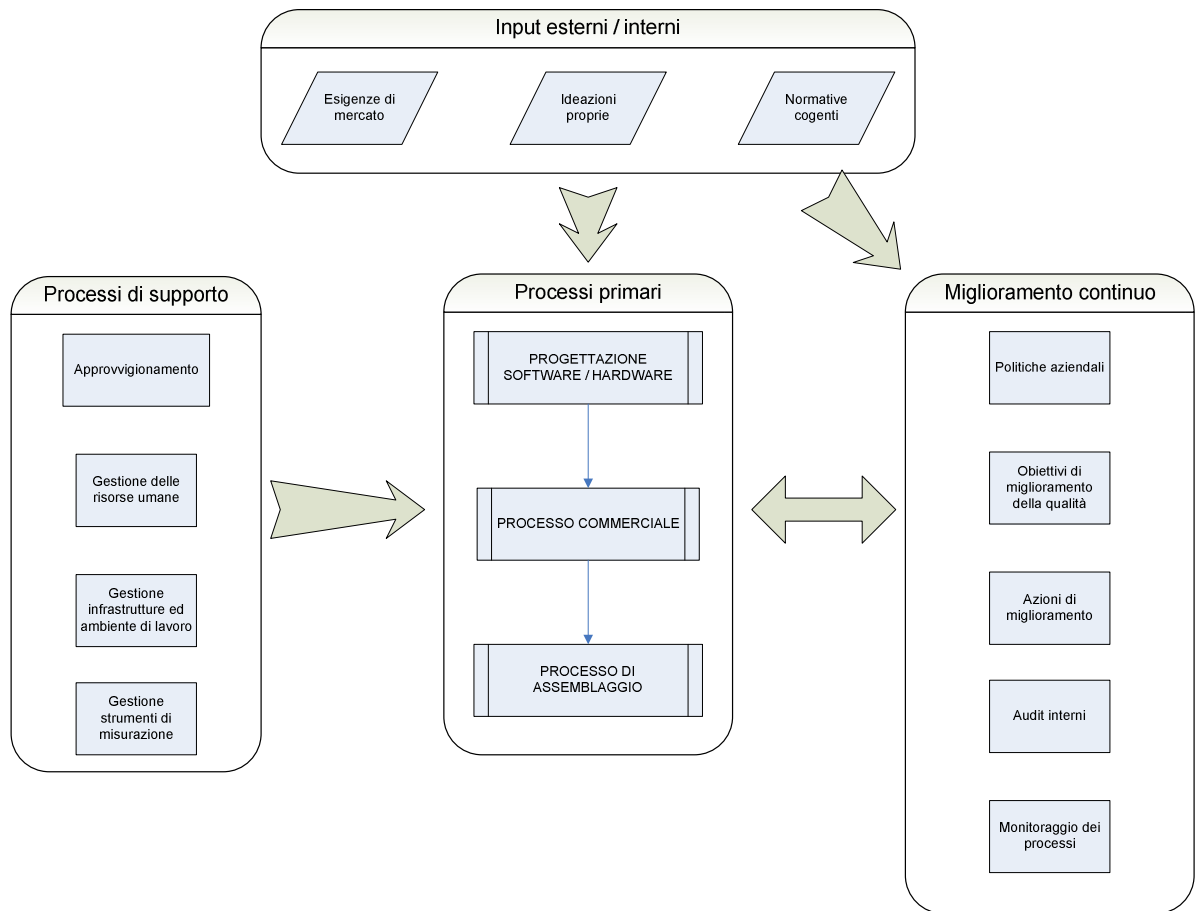 Input esterni / interni
Esigenze di
mercato
Ideazioni
proprie
Normative
cogenti
Processi di supporto
Approvvigionamento
Gestione delle
risorse umane
Gestione
infrastrutture ed
ambiente di lavoro
Gestione
strumenti di
misurazione
Processi primari
PROGETTAZIONE
SOFTWARE / HARDWARE
PROCESSO COMMERCIALE
PROCESSO DI
ASSEMBLAGGIO
Miglioramento continuo
Politiche aziendali
Obiettivi di
miglioramento
della qualità
Azioni di
miglioramento
Audit interni
Monitoraggio dei
processi